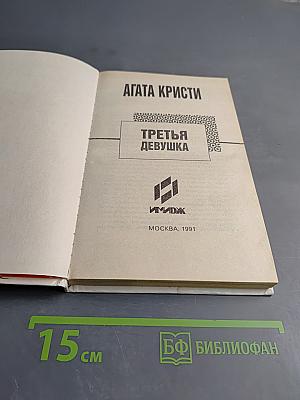 АГАТА КРИСТИ
ТРЕТЬЯ
ДЕВУШКА
ИМИДЖ
МОСКВА, 1991
15 см
БФ БИБЛИОФАН